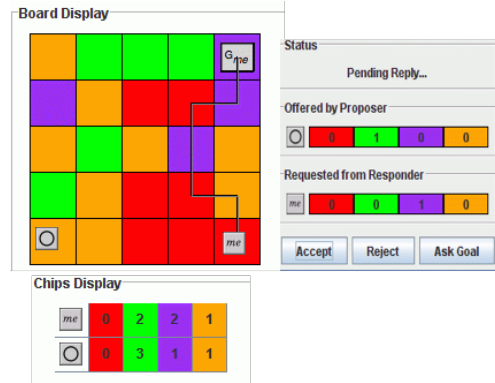 Board Display
G me
me
Status
Pending Reply...
Offered by Proposer
0 1 0 0
Requested from Responder
me 0 0 1 0
Accept Reject Ask Goal
Chips Display
me 0 2 2 1
0 3 1 1